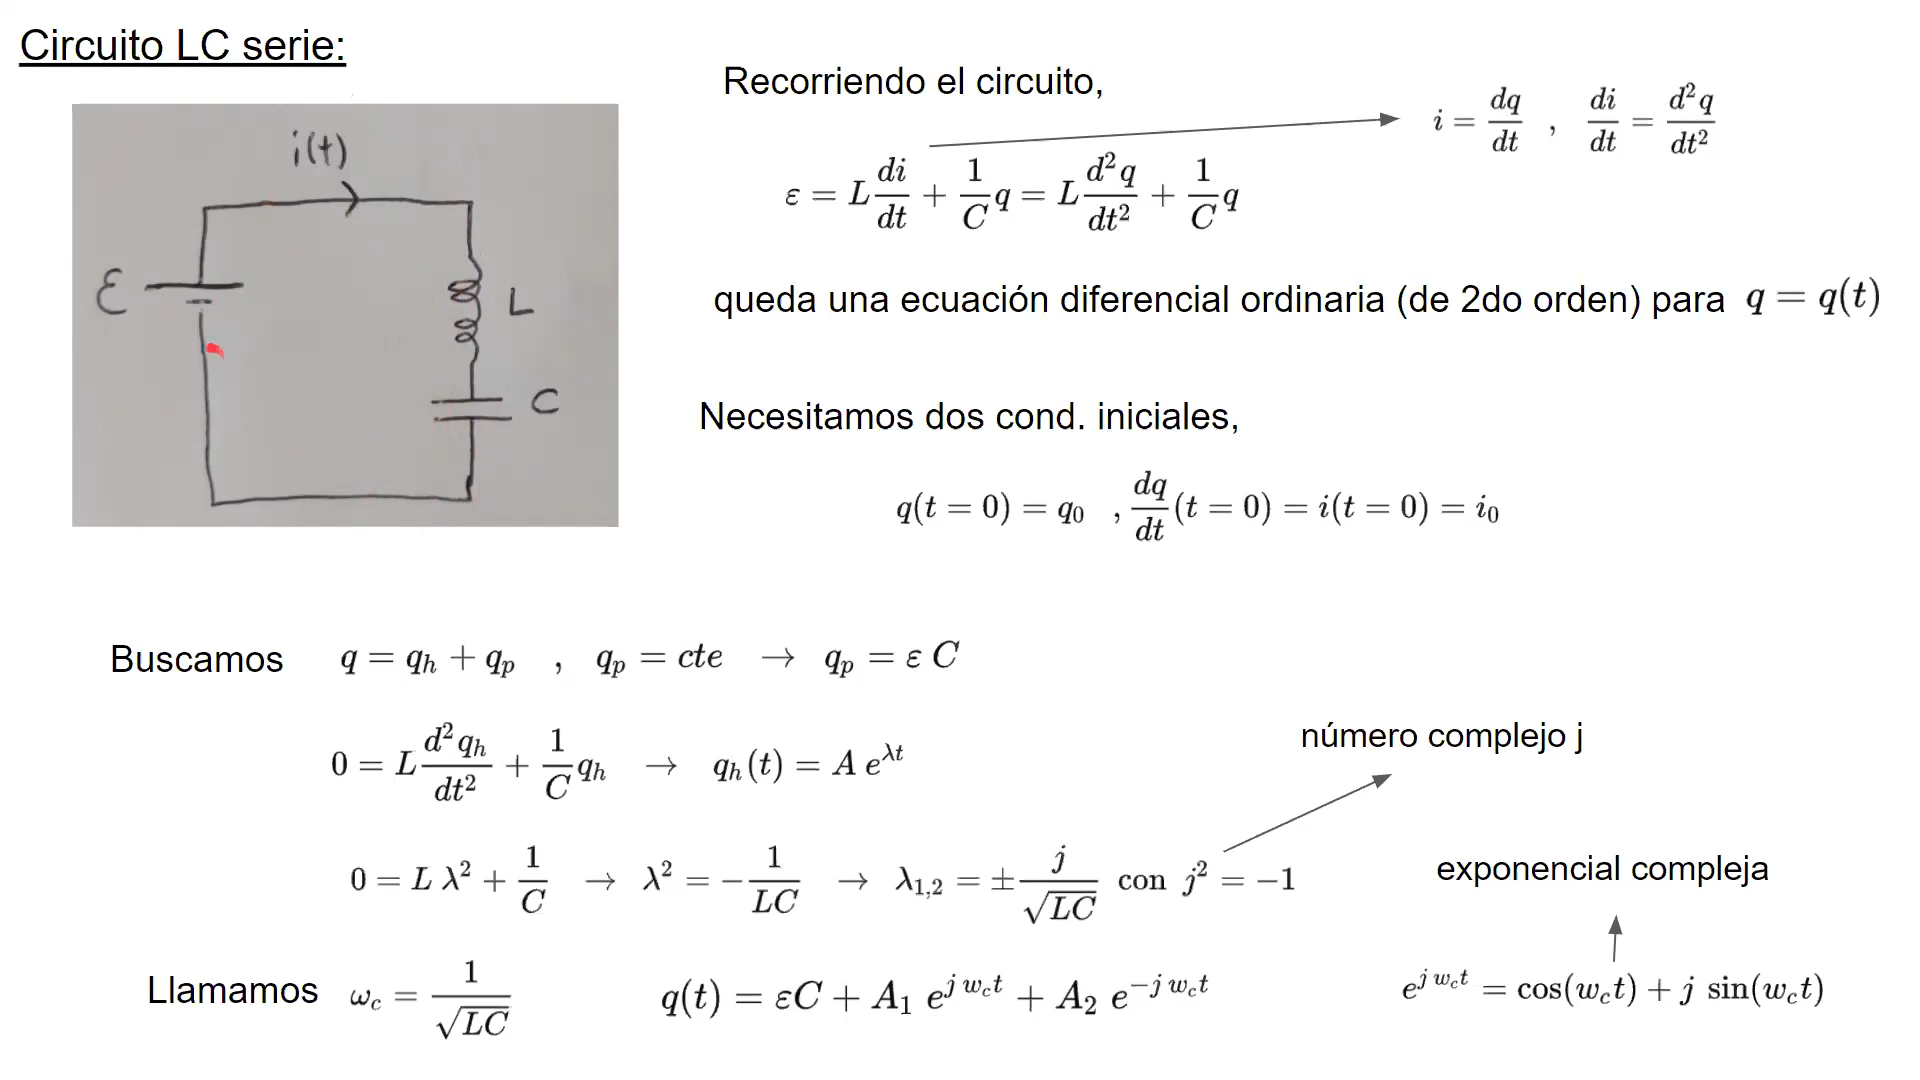 Circuito LC serie:
i(t)
ε
L
C
Recorriendo el circuito,
i = dq/dt , di/dt = d²q/dt²
ε = L di/dt + 1/C q = L d²q/dt² + 1/C q
queda una ecuación diferencial ordinaria (de 2do orden) para q = q(t)
Necesitamos dos cond. iniciales,
q(t = 0) = q₀ , dq/dt (t = 0) = i(t = 0) = i₀
Buscamos q = qₕ + qₚ , qₚ = cte → qₚ = ε C
0 = L d²qₕ/dt² + 1/C qₕ → qₕ(t) = A e^{λt}
número complejo j
0 = L λ² + 1/C → λ² = − 1/LC → λ₁,₂ = ± j/√LC con j² = −1
exponencial compleja
Llamamos ω_c = 1/√LC q(t) = εC + A₁ e^{j w_c t} + A₂ e^{−j w_c t}
e^{j w_c t} = cos(w_c t) + j sin(w_c t)